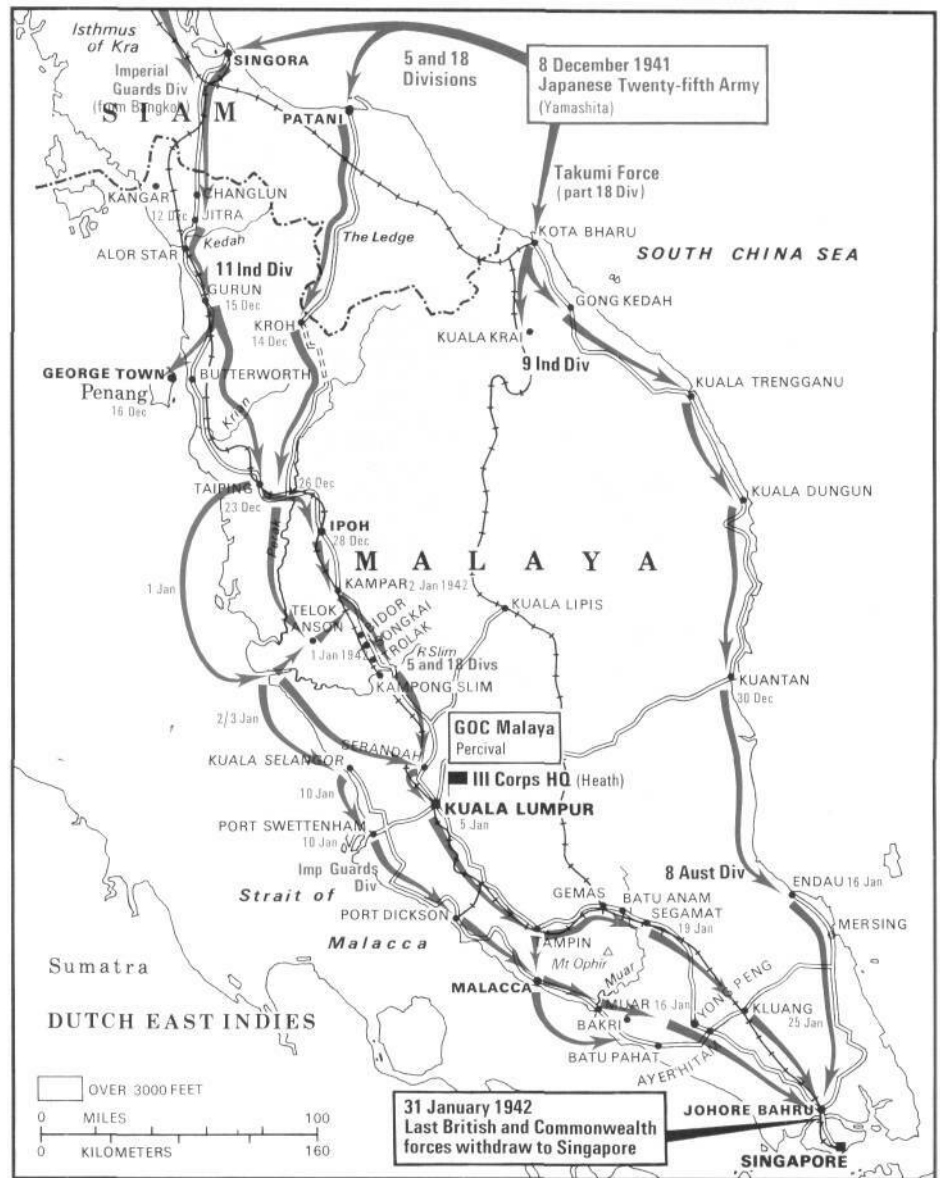 Isthmus
of Kra
SINGORA
5 and 18
Divisions
8 December 1941
Japanese Twenty-fifth Army
(Yamashita)
Imperial
Guards Div
(from Bangkok)
SIAM
PATANI
Takumi Force
(part 18 Div)
KANGAR
CHANGLUN
12 Dec
JITRA
Kedah
The Ledge
KOTA BHARU
SOUTH CHINA SEA
ALOR STAR
11 Ind Div
GURUN
15 Dec
GONG KEDAH
KROH
14 Dec
KUALA KRAI
9 Ind Div
GEORGE TOWN
Penang
16 Dec
BUTTERWORTH
KUALA TRENGGANU
Krian
TAIPING
23 Dec
26 Dec
KUALA DUNGUN
IPOH
28 Dec
Perak
MALAYA
1 Jan
KAMPAR
2 Jan 1942
TELOK
ANSON
1 Jan 1942
BIDOR
SONGKAI
TROLAK
KUALA LIPIS
R Slim
5 and 18 Divs
KAMPONG SLIM
KUANTAN
30 Dec
2/3 Jan
GOC Malaya
Percival
SERANDAH
KUALA SELANGOR
III Corps HQ (Heath)
10 Jan
KUALA LUMPUR
5 Jan
PORT SWETTENHAM
10 Jan
Imp Guards
Div
8 Aust Div
ENDAU 16 Jan
Strait of
Malacca
GEMAS
BATU ANAM
SEGAMAT
19 Jan
MERSING
PORT DICKSON
TAMPIN
Mt Ophir
Sumatra
MALACCA
Muar
MUAR 16 Jan
YONG PENG
KLUANG
25 Jan
DUTCH EAST INDIES
BAKRI
BATU PAHAT
AYER HITAM
OVER 3000 FEET
0 MILES 100
0 KILOMETERS 160
31 January 1942
Last British and Commonwealth
forces withdraw to Singapore
JOHORE BAHRU
SINGAPORE